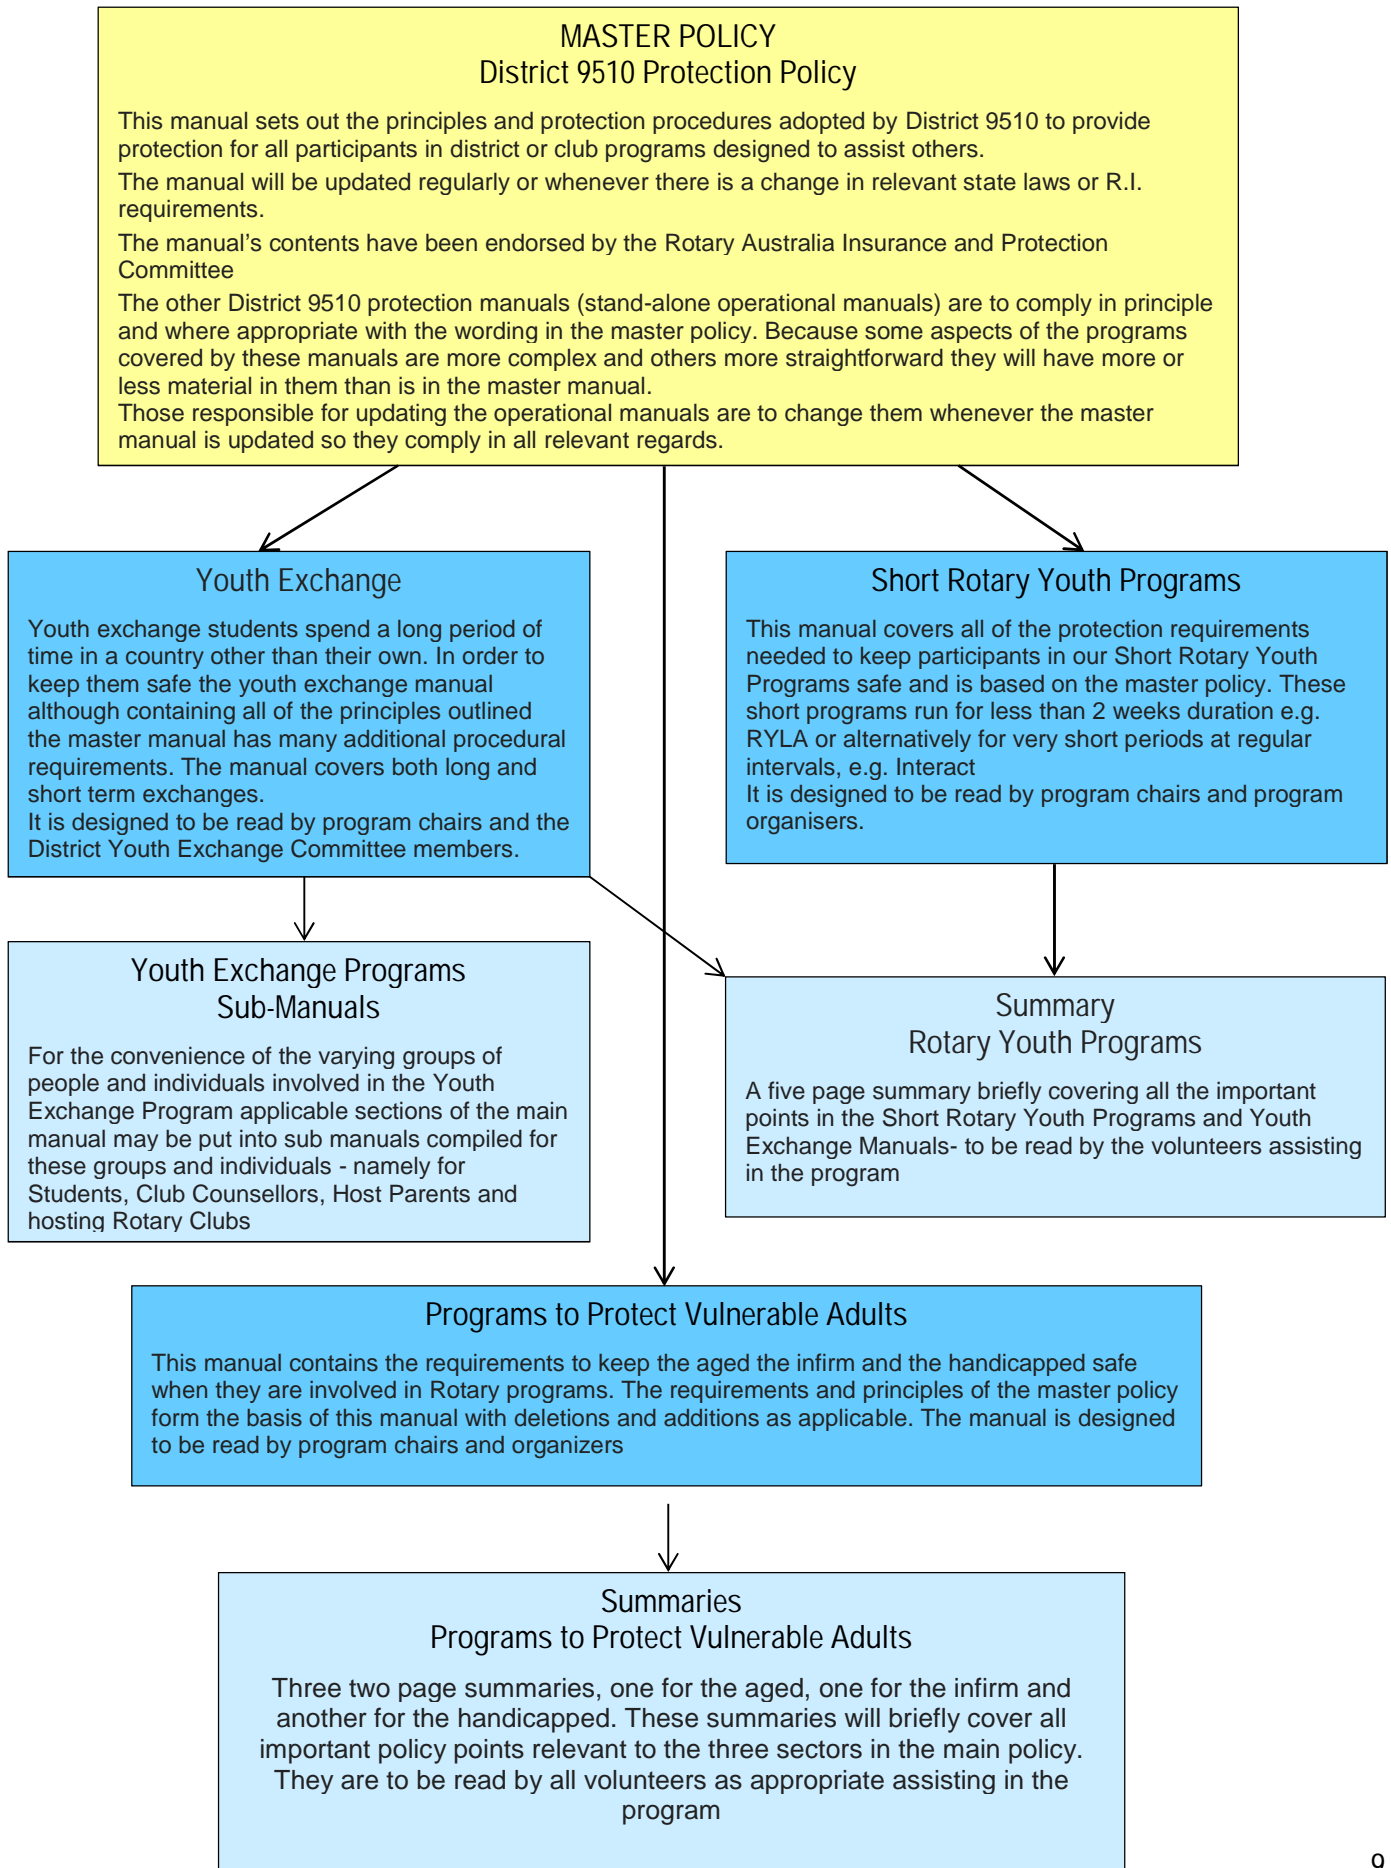 MASTER POLICY
District 9510 Protection Policy
This manual sets out the principles and protection procedures adopted by District 9510 to provide
protection for all participants in district or club programs designed to assist others.
The manual will be updated regularly or whenever there is a change in relevant state laws or R.I.
requirements.
The manual's contents have been endorsed by the Rotary Australia Insurance and Protection
Committee
The other District 9510 protection manuals (stand-alone operational manuals) are to comply in principle
and where appropriate with the wording in the master policy. Because some aspects of the programs
covered by these manuals are more complex and others more straightforward they will have more or
less material in them than is in the master manual.
Those responsible for updating the operational manuals are to change them whenever the master
manual is updated so they comply in all relevant regards.
Youth Exchange
Youth exchange students spend a long period of
time in a country other than their own. In order to
keep them safe the youth exchange manual
although containing all of the principles outlined
the master manual has many additional procedural
requirements. The manual covers both long and
short term exchanges.
It is designed to be read by program chairs and the
District Youth Exchange Committee members.
Short Rotary Youth Programs
This manual covers all of the protection requirements
needed to keep participants in our Short Rotary Youth
Programs safe and is based on the master policy. These
short programs run for less than 2 weeks duration e.g.
RYLA or alternatively for very short periods at regular
intervals, e.g. Interact
It is designed to be read by program chairs and program
organisers.
Youth Exchange Programs
Sub-Manuals
For the convenience of the varying groups of
people and individuals involved in the Youth
Exchange Program applicable sections of the main
manual may be put into sub manuals compiled for
these groups and individuals - namely for
Students, Club Counsellors, Host Parents and
hosting Rotary Clubs
Summary
Rotary Youth Programs
A five page summary briefly covering all the important
points in the Short Rotary Youth Programs and Youth
Exchange Manuals- to be read by the volunteers assisting
in the program
Programs to Protect Vulnerable Adults
This manual contains the requirements to keep the aged the infirm and the handicapped safe
when they are involved in Rotary programs. The requirements and principles of the master policy
form the basis of this manual with deletions and additions as applicable. The manual is designed
to be read by program chairs and organizers
Summaries
Programs to Protect Vulnerable Adults
Three two page summaries, one for the aged, one for the infirm and
another for the handicapped. These summaries will briefly cover all
important policy points relevant to the three sectors in the main policy.
They are to be read by all volunteers as appropriate assisting in the
program
9